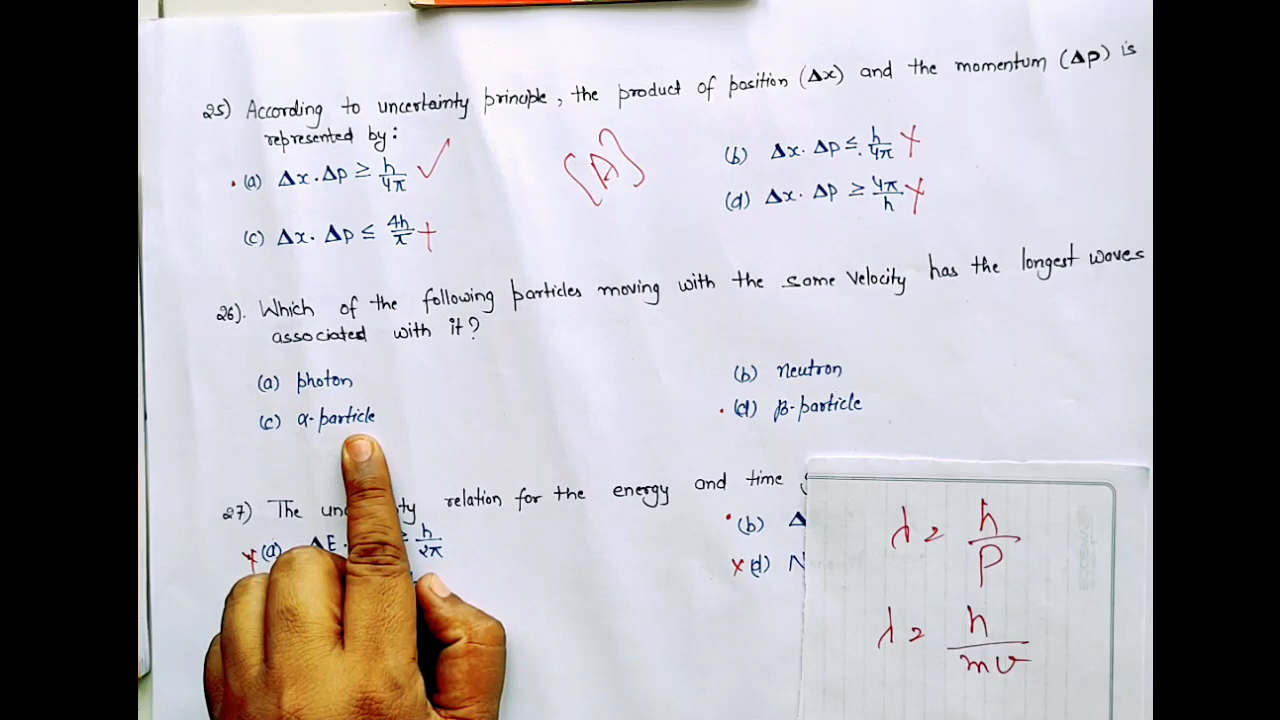 25) According to uncertainty principle, the product of position (Δx) and the momentum (Δp) is
represented by:
(a) Δx·Δp ≥ h/4π ✓
(b) Δx·Δp ≤ h/4π ×
[A]
(c) Δx·Δp ≤ 4h/π ×
(d) Δx·Δp ≥ 4π/h ×
26). Which of the following particles moving with the same velocity has the longest waves
associated with it?
(a) photon
(b) neutron
(c) α-particle
(d) β-particle
27) The relation for the energy and time
×(a) ΔE. h/2π
(b) Δ
×(d)
λ = h/P
λ = h/mv